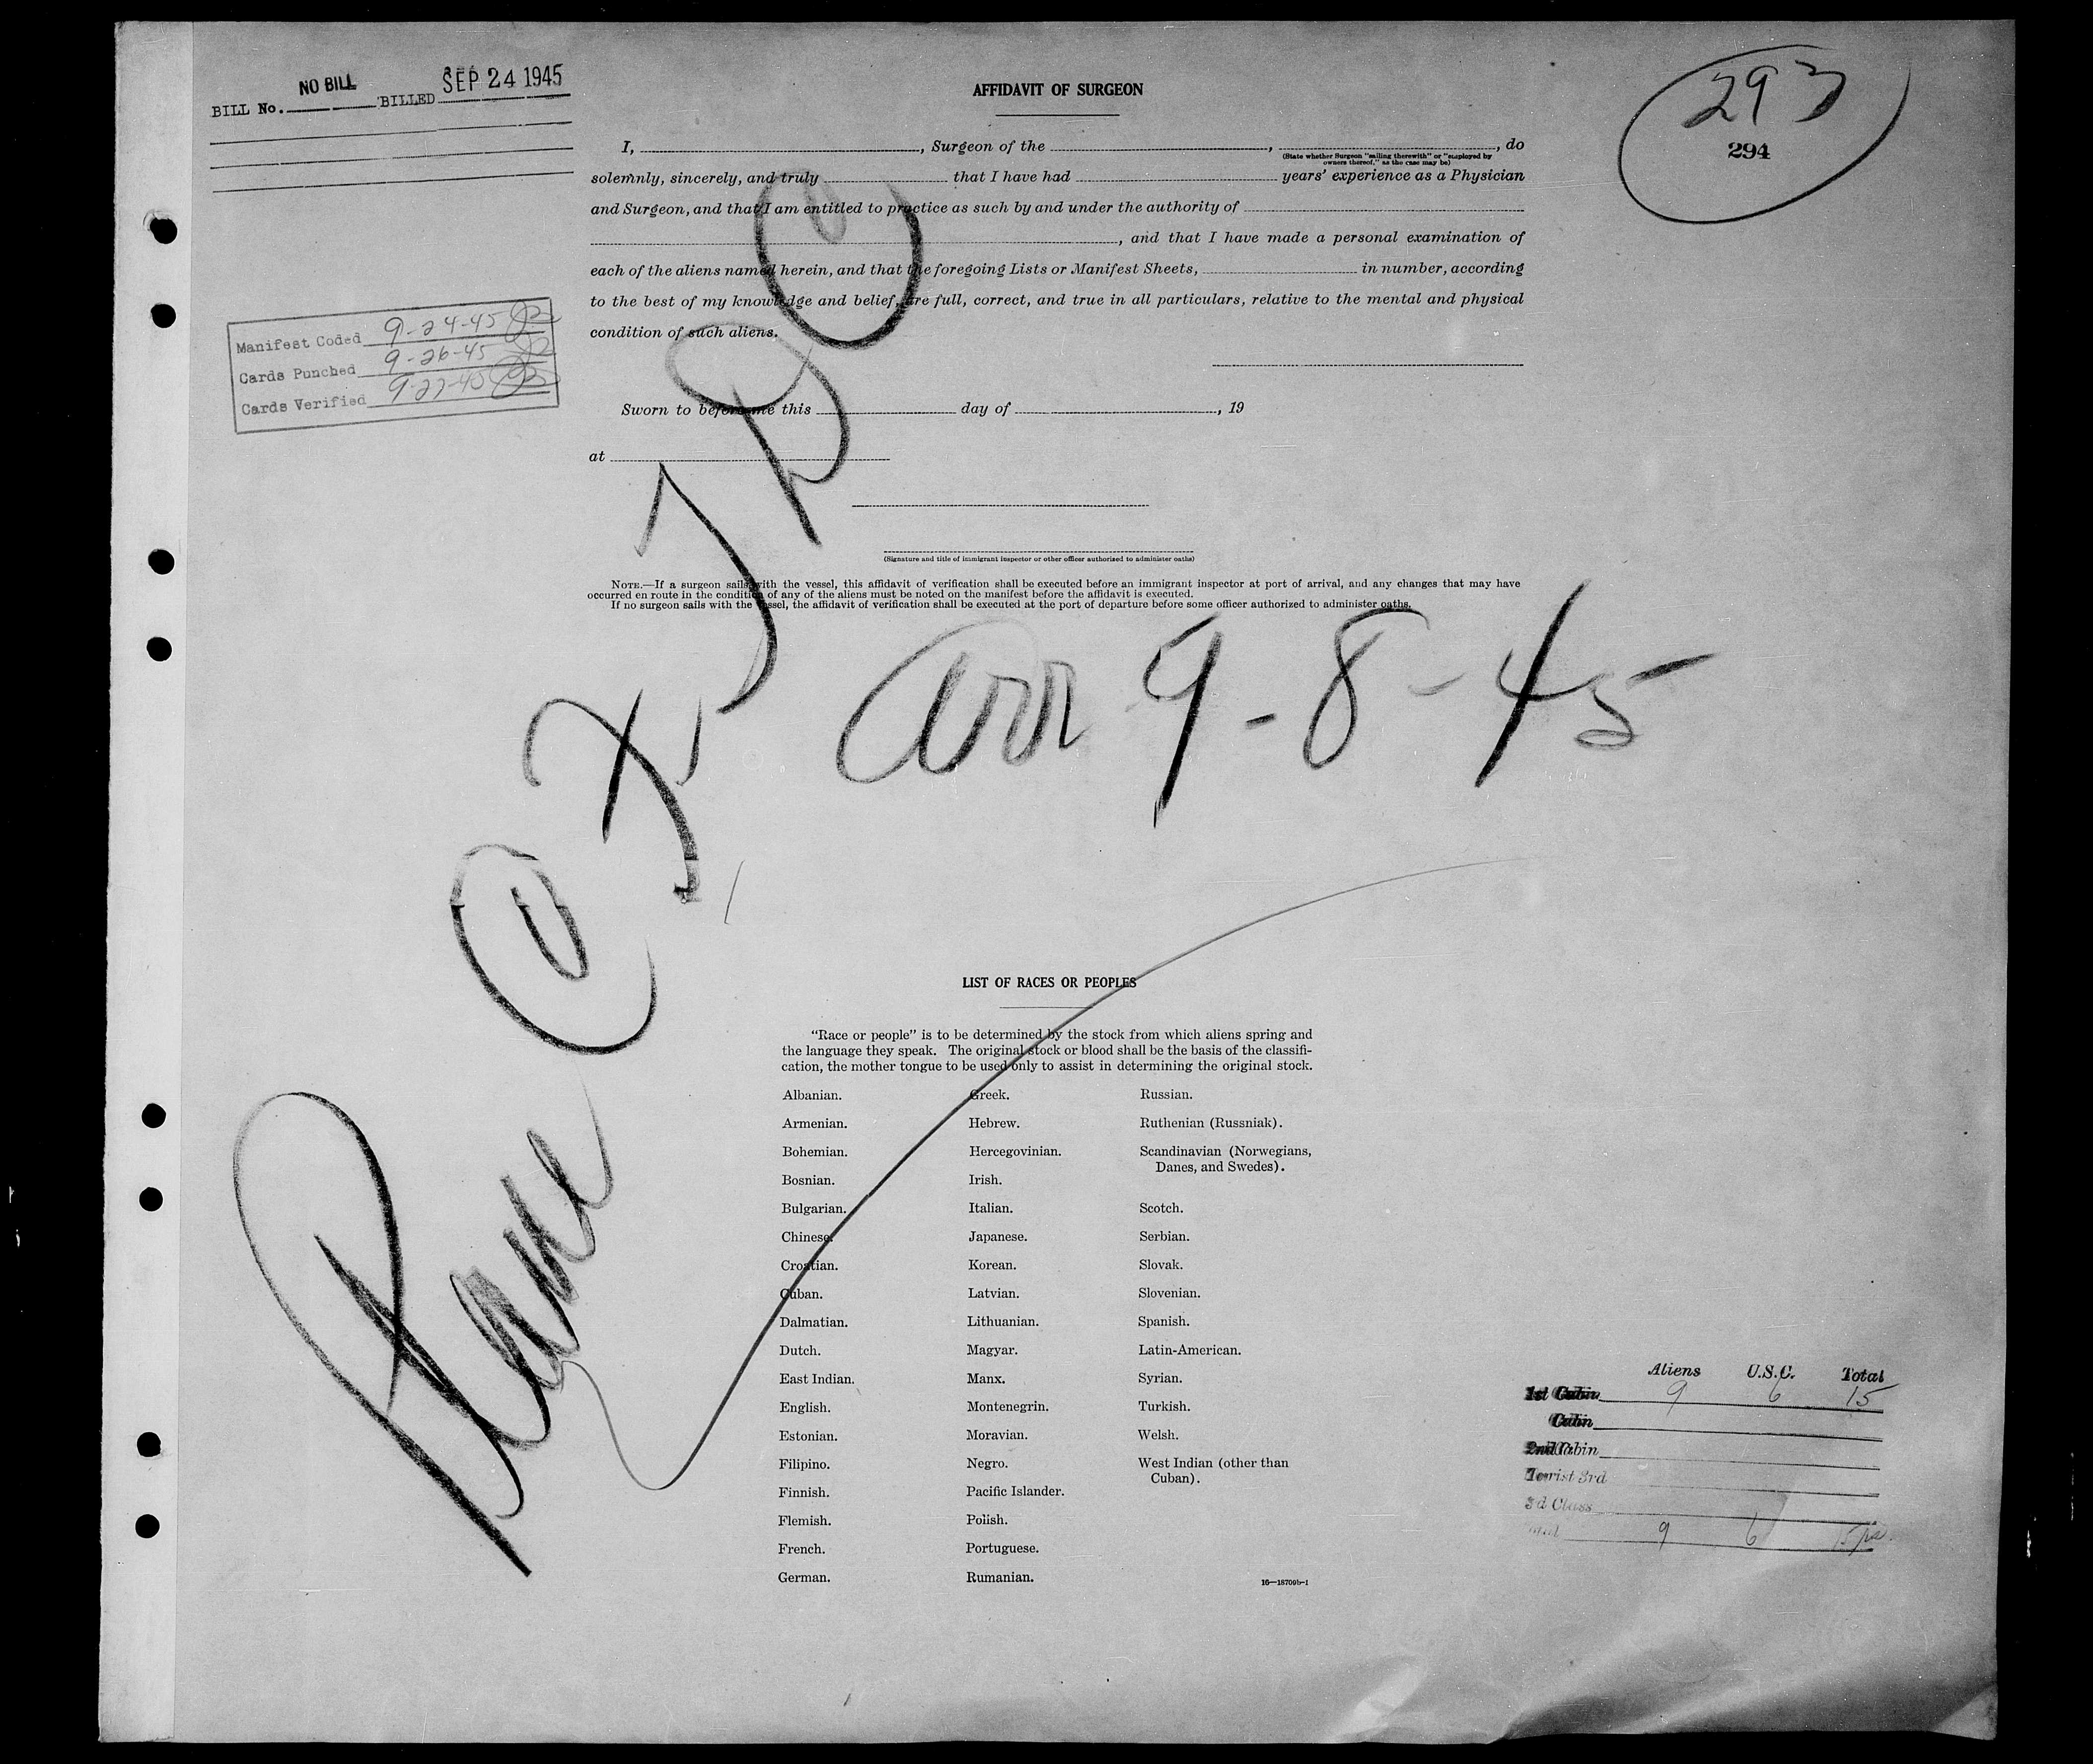 NO BILL SEP 24 1945
BILL No. BILLED
AFFIDAVIT OF SURGEON
293
294
I, , Surgeon of the , , do
(State whether Surgeon "sailing therewith" or "employed by
owners thereof," as the case may be)
solemnly, sincerely, and truly that I have had years' experience as a Physician
and Surgeon, and that I am entitled to practice as such by and under the authority of
, and that I have made a personal examination of
each of the aliens named herein, and that the foregoing Lists or Manifest Sheets, in number, according
to the best of my knowledge and belief, are full, correct, and true in all particulars, relative to the mental and physical
condition of such aliens.
Manifest Coded 9-24-45
Cards Punched 9-26-45
Cards Verified 9-27-45
Sworn to before me this day of , 19
at
(Signature and title of immigrant inspector or other officer authorized to administer oaths)
NOTE.—If a surgeon sails with the vessel, this affidavit of verification shall be executed before an immigrant inspector at port of arrival, and any changes that may have
occurred en route in the condition of any of the aliens must be noted on the manifest before the affidavit is executed.
If no surgeon sails with the vessel, the affidavit of verification shall be executed at the port of departure before some officer authorized to administer oaths.
Plane
arr 9-8-45
LIST OF RACES OR PEOPLES
"Race or people" is to be determined by the stock from which aliens spring and
the language they speak. The original stock or blood shall be the basis of the classifi-
cation, the mother tongue to be used only to assist in determining the original stock.
Albanian. Greek. Russian.
Armenian. Hebrew. Ruthenian (Russniak).
Bohemian. Hercegovinian. Scandinavian (Norwegians,
Danes, and Swedes).
Bosnian. Irish.
Bulgarian. Italian. Scotch.
Chinese. Japanese. Serbian.
Croatian. Korean. Slovak.
Cuban. Latvian. Slovenian.
Dalmatian. Lithuanian. Spanish.
Dutch. Magyar. Latin-American.
East Indian. Manx. Syrian.
English. Montenegrin. Turkish.
Estonian. Moravian. Welsh.
Filipino. Negro. West Indian (other than
Cuban).
Finnish. Pacific Islander.
Flemish. Polish.
French. Portuguese.
German. Rumanian.
16—18709b-1
Aliens U.S.C. Total
1st Cabin 9 6 15
Cabin
2nd Cabin
Tourist 3rd
3d Class
9 6 15